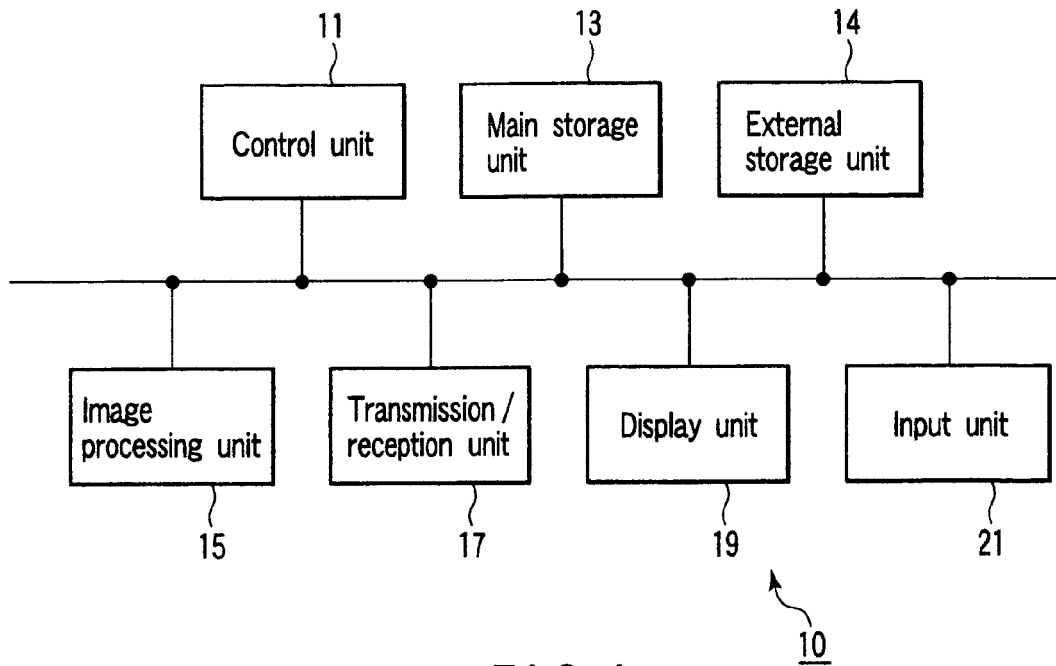 11
13
14
Control unit
Main storage
unit
External
storage unit
Image
processing unit
Transmission/
reception unit
Display unit
Input unit
15
17
19
21
10